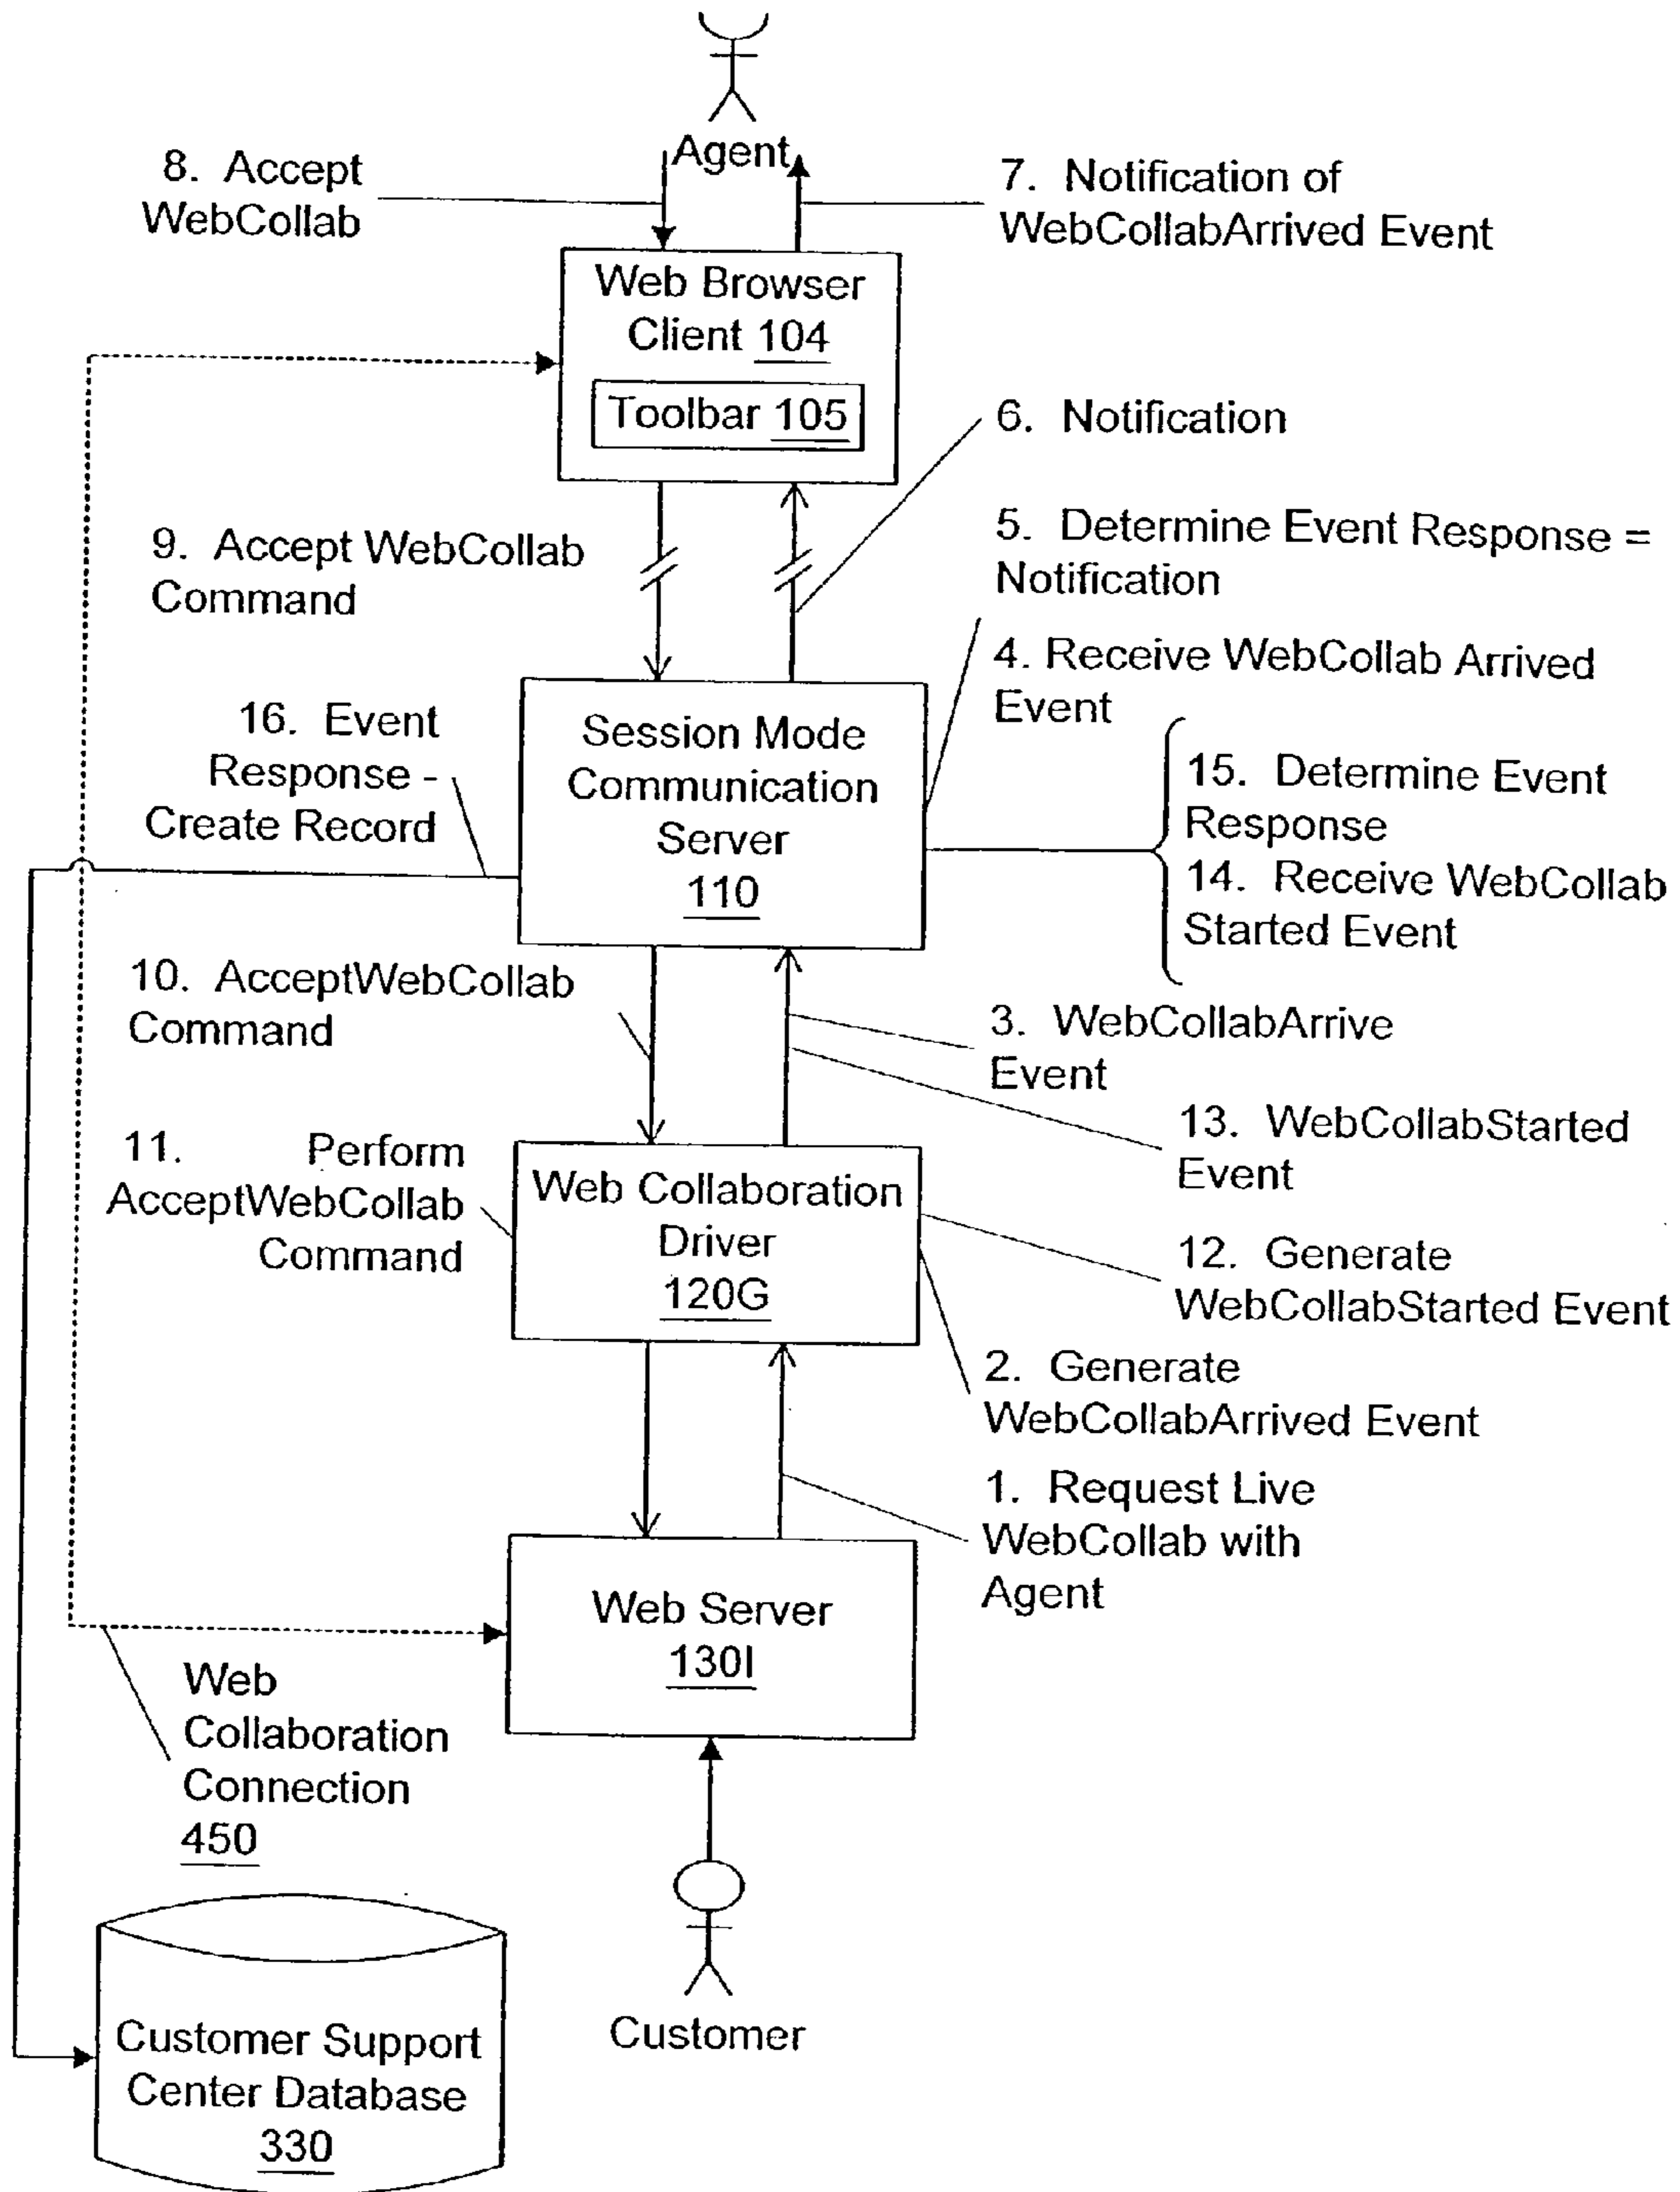 Agent
8. Accept
WebCollab
7. Notification of
WebCollabArrived Event
Web Browser
Client 104
Toolbar 105
6. Notification
5. Determine Event Response =
Notification
9. Accept WebCollab
Command
4. Receive WebCollab Arrived
Event
16. Event
Response -
Create Record
Session Mode
Communication
Server
110
15. Determine Event
Response
14. Receive WebCollab
Started Event
10. AcceptWebCollab
Command
3. WebCollabArrive
Event
13. WebCollabStarted
Event
11. Perform
AcceptWebCollab
Command
Web Collaboration
Driver
120G
12. Generate
WebCollabStarted Event
2. Generate
WebCollabArrived Event
1. Request Live
WebCollab with
Agent
Web Server
130I
Web
Collaboration
Connection
450
Customer
Customer Support
Center Database
330